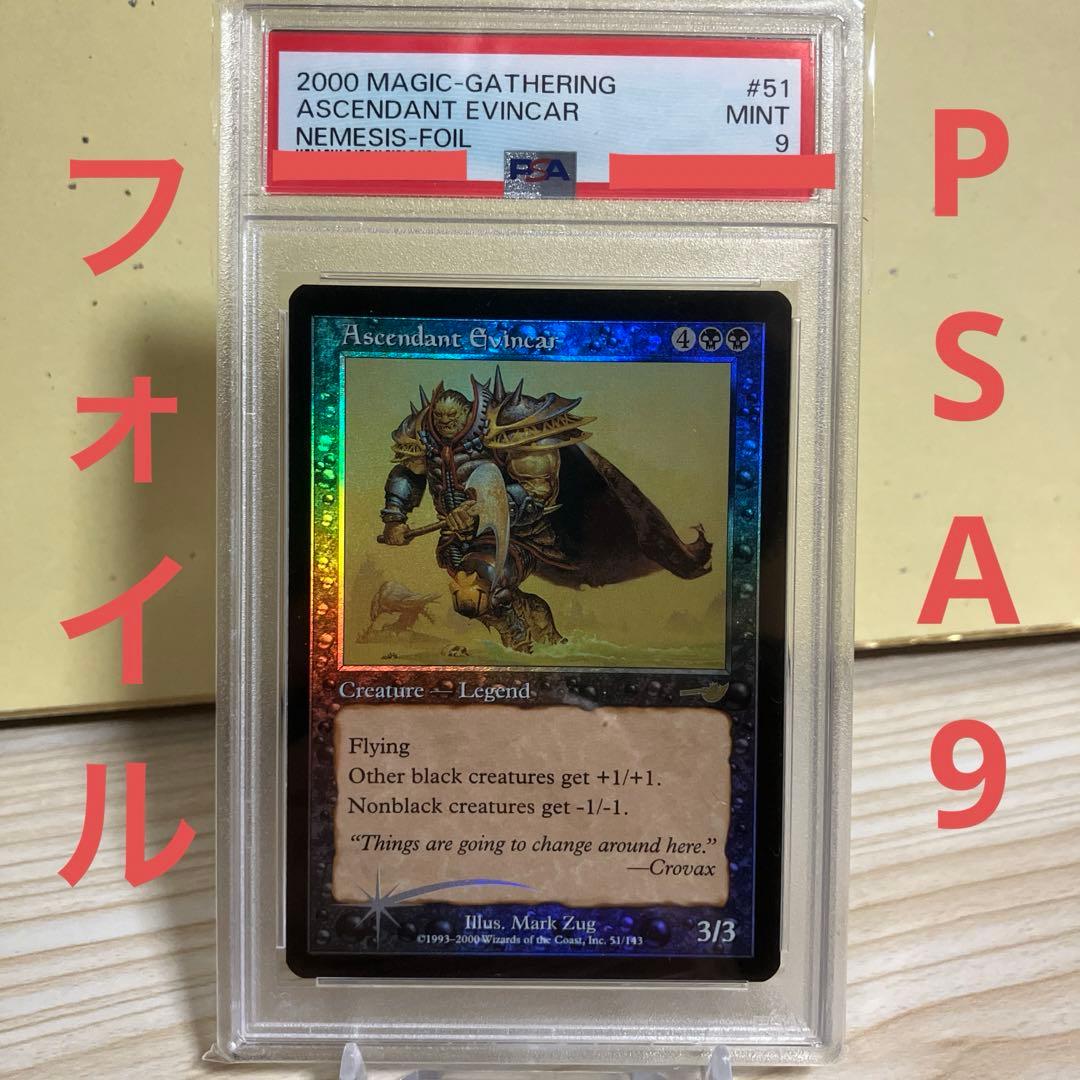 2000 MAGIC-GATHERING #51
ASCENDANT EVINCAR MINT
NEMESIS-FOIL 9
PSA
フォイル
PSA9
Ascendant Evincar 4
Creature — Legend
Flying
Other black creatures get +1/+1.
Nonblack creatures get -1/-1.
“Things are going to change around here.”
—Crovax
Illus. Mark Zug
©1993–2000 Wizards of the Coast, Inc. 51/143
3/3